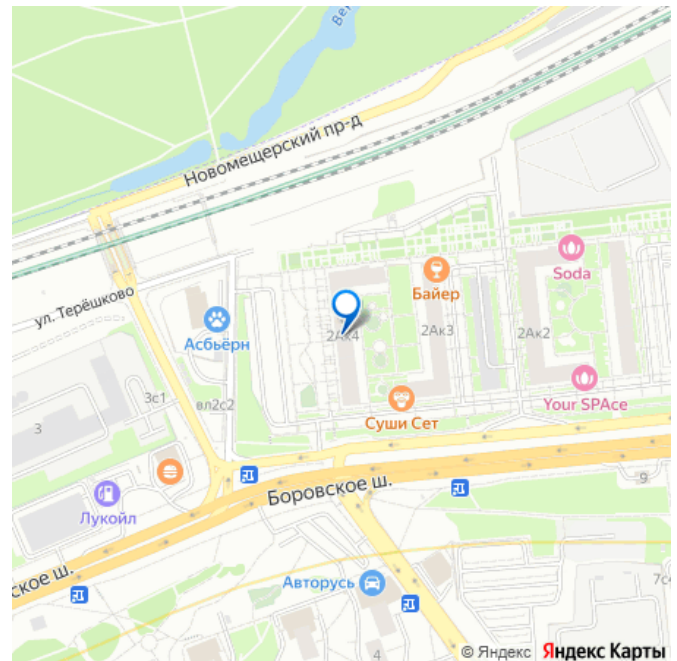 Ве
Новомещерский пр-д
Soda
Байер
ул. Терёшково
2Ак4
2Ак3
2Ак2
Асбьёрн
3с1
вл2с2
Your SPAce
3
Суши Сет
Боровское ш.
9
Лукойл
ское ш.
Авторусь
7с
4
© Яндекс Яндекс Карты